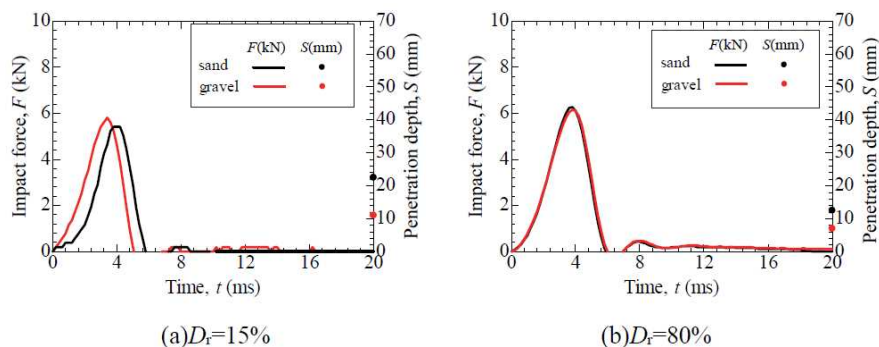 10
8
6
4
2
0
Impact force, F (kN)
0 4 8 12 16 20
Time, t (ms)
70
60
50
40
30
20
10
0
Penetration depth, S (mm)
F(kN) S(mm)
sand
gravel
(a)Dr=15%
10
8
6
4
2
0
Impact force, F (kN)
0 4 8 12 16 20
Time, t (ms)
70
60
50
40
30
20
10
0
Penetration depth, S (mm)
F(kN) S(mm)
sand
gravel
(b)Dr=80%